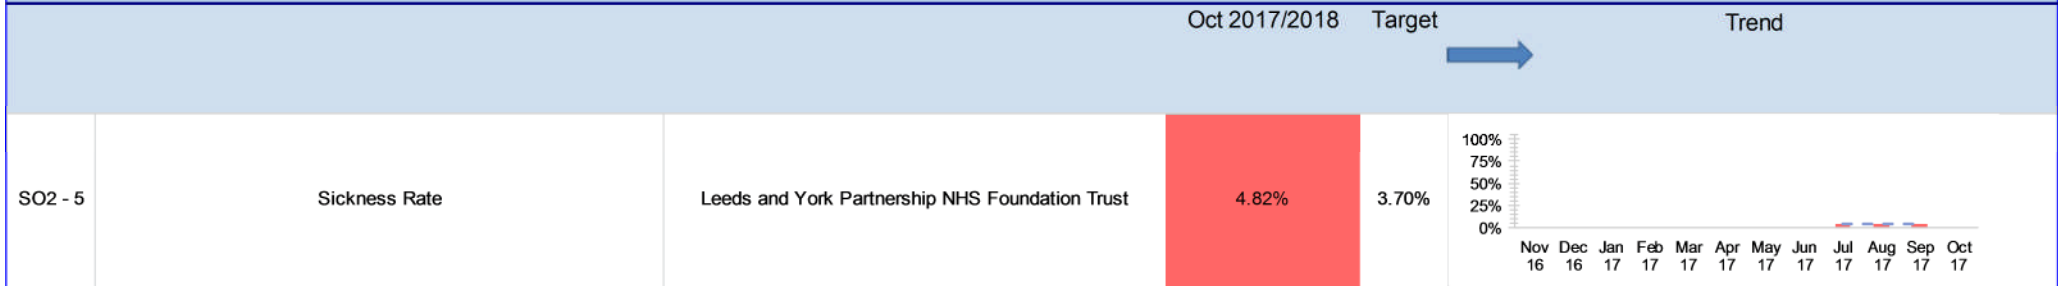 Oct 2017/2018 Target Trend
SO2 - 5 Sickness Rate Leeds and York Partnership NHS Foundation Trust 4.82% 3.70%
100%
75%
50%
25%
0%
Nov Dec Jan Feb Mar Apr May Jun Jul Aug Sep Oct
16 16 17 17 17 17 17 17 17 17 17 17